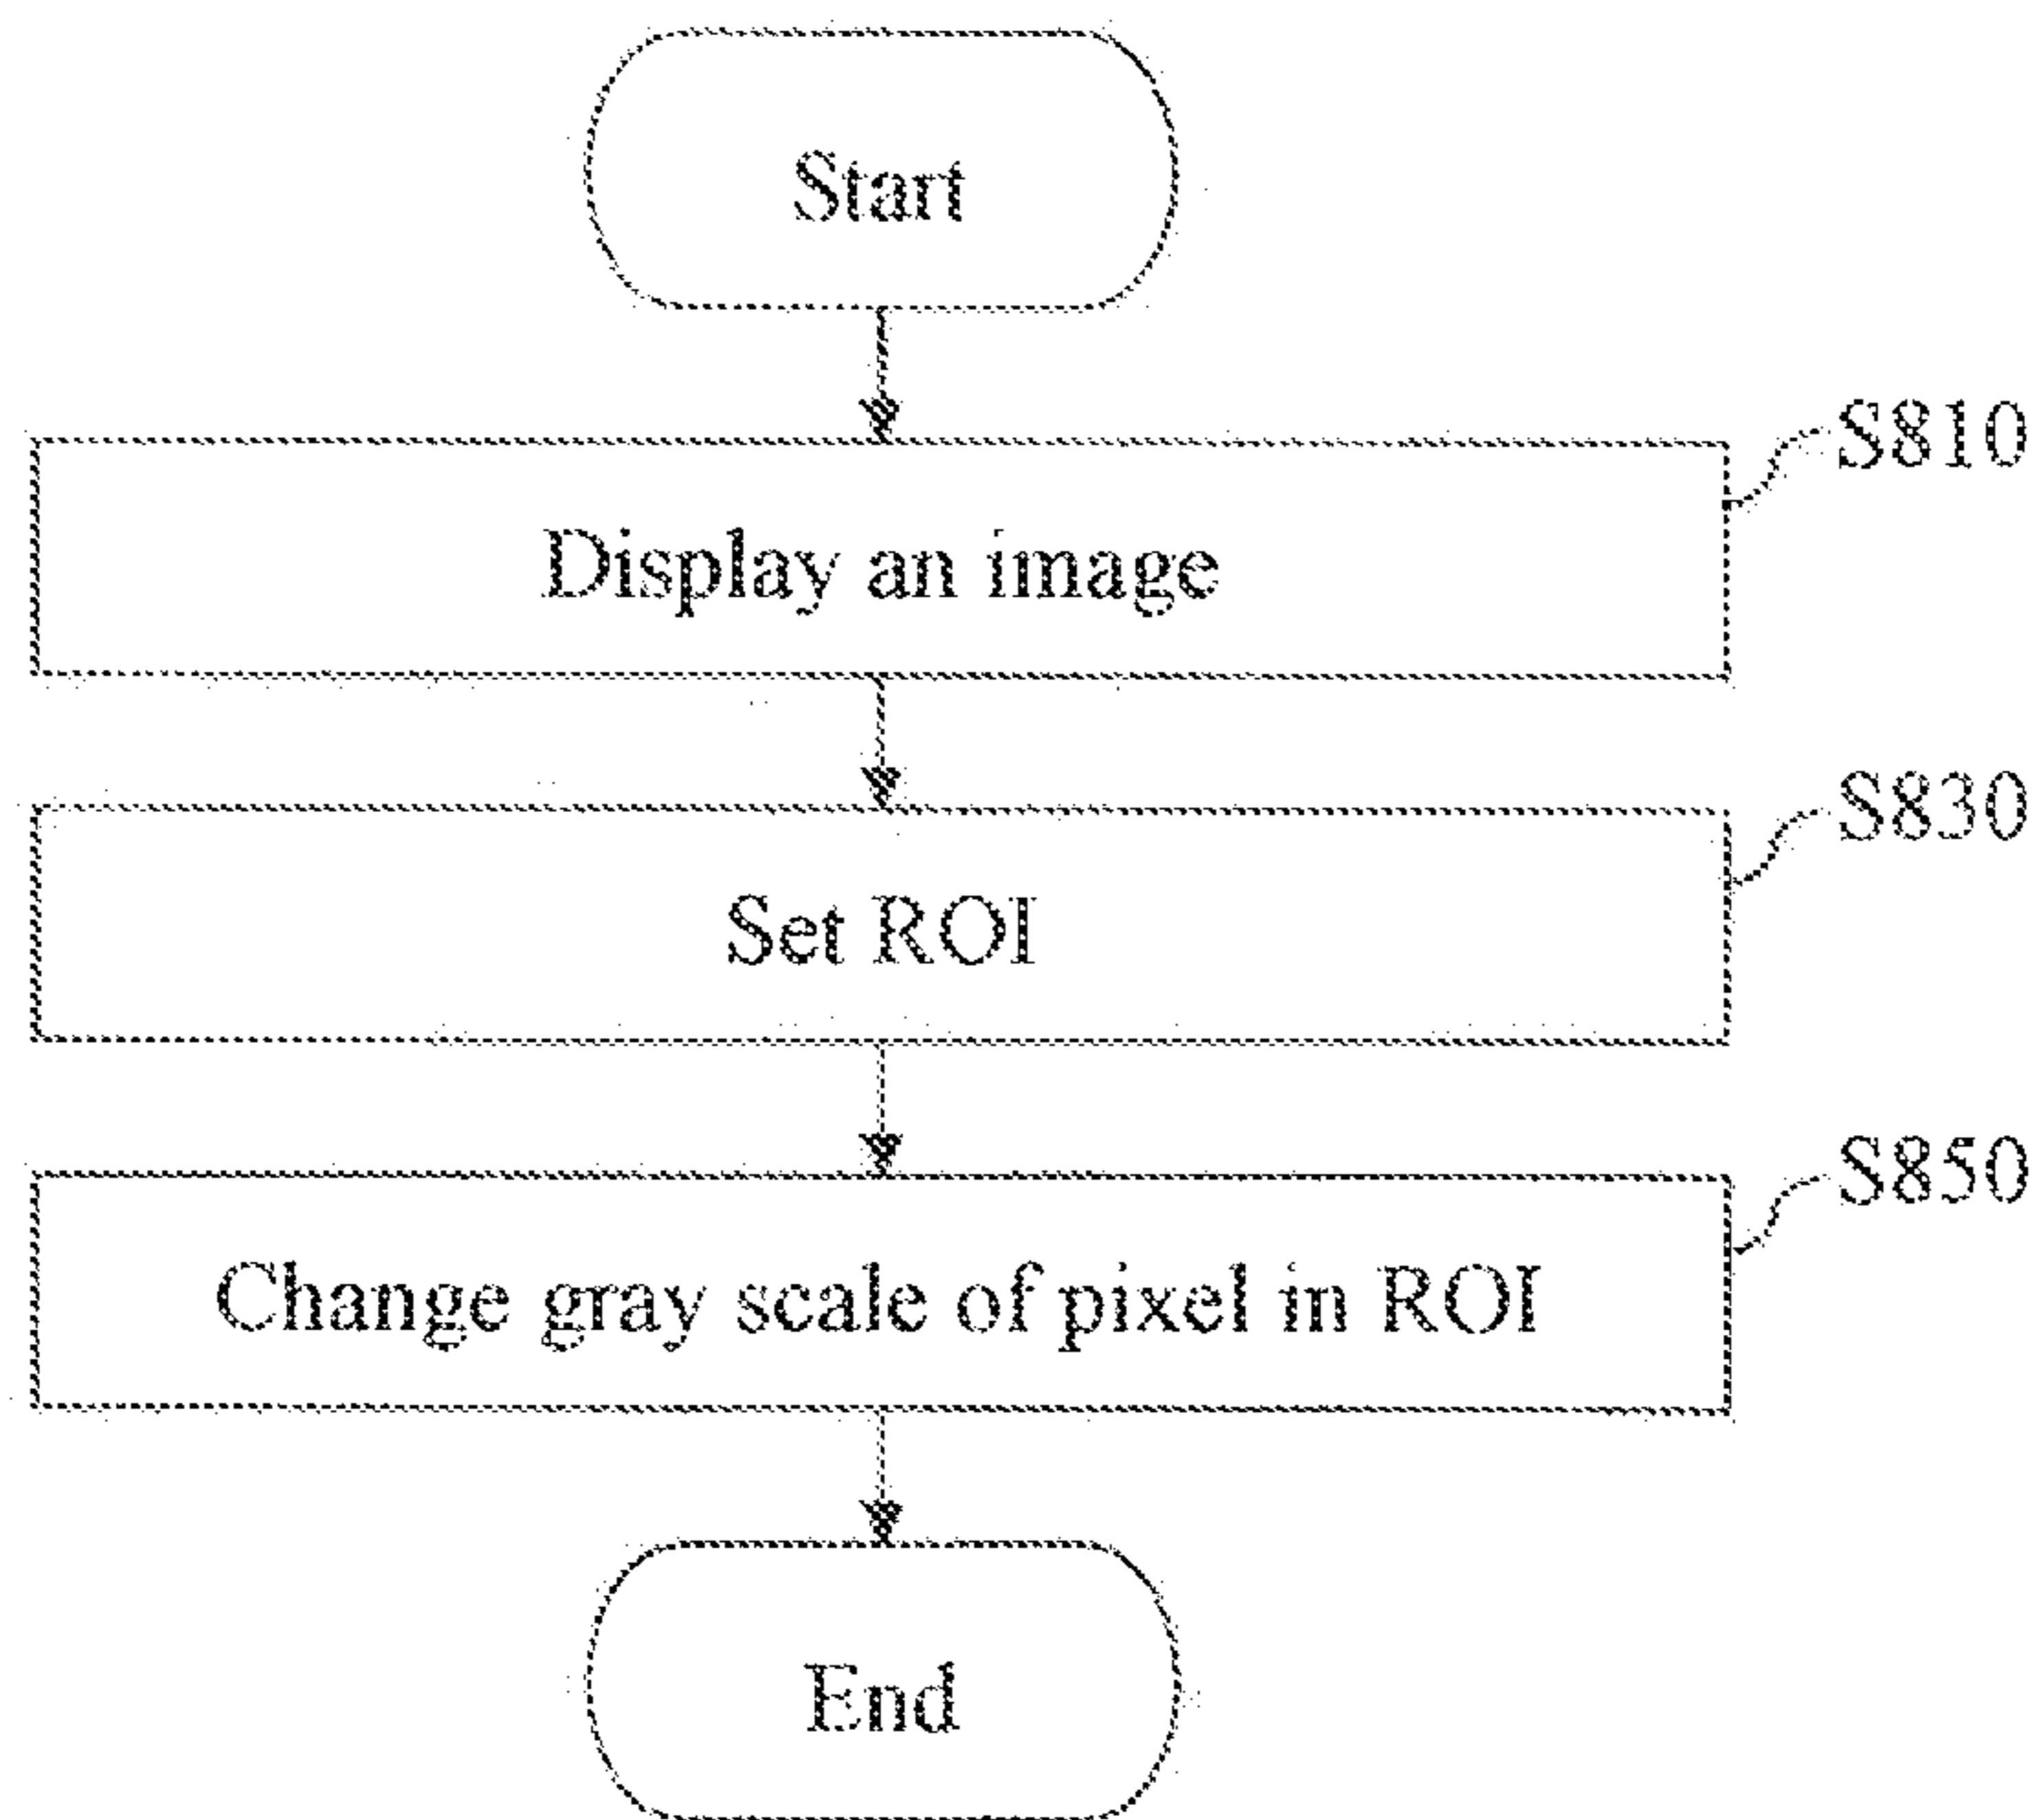 Start
S810
Display an image
S830
Set ROI
S850
Change gray scale of pixel in ROI
End